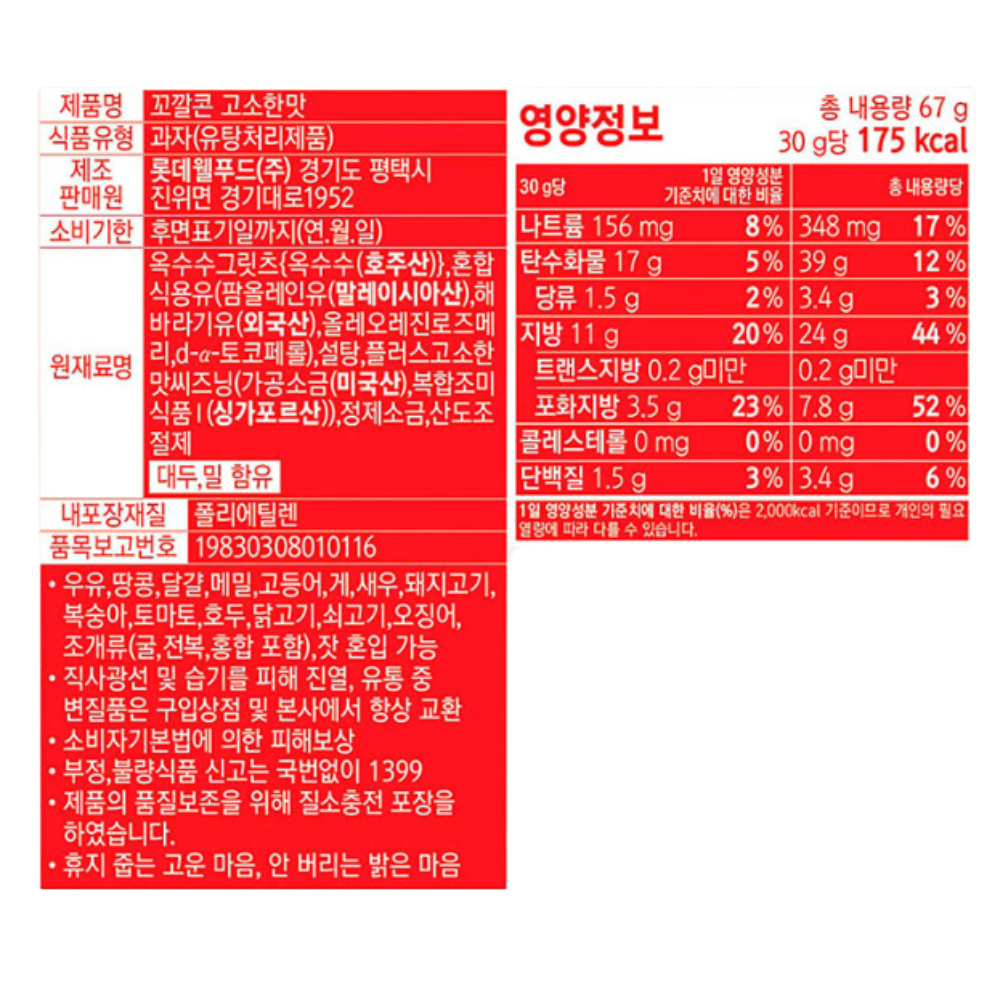 제품명 꼬깔콘 고소한맛
식품유형 과자(유탕처리제품)
제조
판매원 롯데웰푸드(주) 경기도 평택시
진위면 경기대로1952
소비기한 후면표기일까지(연.월.일)
원재료명 옥수수그릿츠{옥수수(호주산)},혼합
식용유(팜올레인유(말레이시아산),해
바라기유(외국산),올레오레진로즈메
리,d-α-토코페롤),설탕,플러스고소한
맛씨즈닝(가공소금(미국산),복합조미
식품Ⅰ(싱가포르산)),정제소금,산도조
절제
대두,밀 함유
내포장재질 폴리에틸렌
품목보고번호 19830308010116
• 우유,땅콩,달걀,메밀,고등어,게,새우,돼지고기,
복숭아,토마토,호두,닭고기,쇠고기,오징어,
조개류(굴,전복,홍합 포함),잣 혼입 가능
• 직사광선 및 습기를 피해 진열, 유통 중
변질품은 구입상점 및 본사에서 항상 교환
• 소비자기본법에 의한 피해보상
• 부정,불량식품 신고는 국번없이 1399
• 제품의 품질보존을 위해 질소충전 포장을
하였습니다.
• 휴지 줍는 고운 마음, 안 버리는 밝은 마음
영양정보
총 내용량 67 g
30 g당 175 kcal
30 g당 1일 영양성분
기준치에 대한 비율 총 내용량당
나트륨 156 mg 8% 348 mg 17 %
탄수화물 17 g 5% 39 g 12 %
당류 1.5 g 2% 3.4 g 3 %
지방 11 g 20% 24 g 44 %
트랜스지방 0.2 g미만 0.2 g미만
포화지방 3.5 g 23% 7.8 g 52 %
콜레스테롤 0 mg 0% 0 mg 0 %
단백질 1.5 g 3% 3.4 g 6 %
1일 영양성분 기준치에 대한 비율(%)은 2,000kcal 기준이므로 개인의 필요
열량에 따라 다를 수 있습니다.